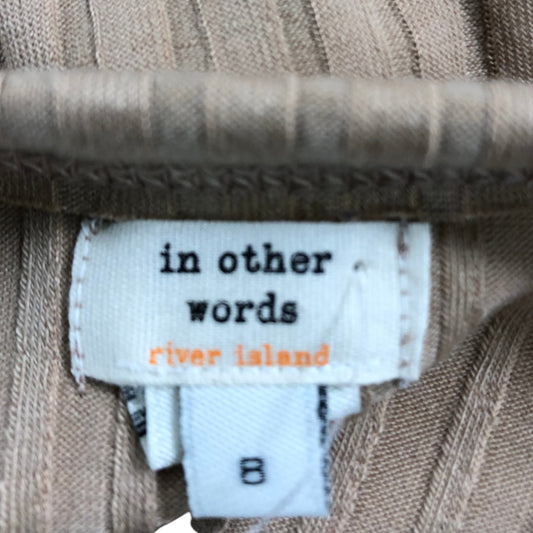 in other
words
river island
8